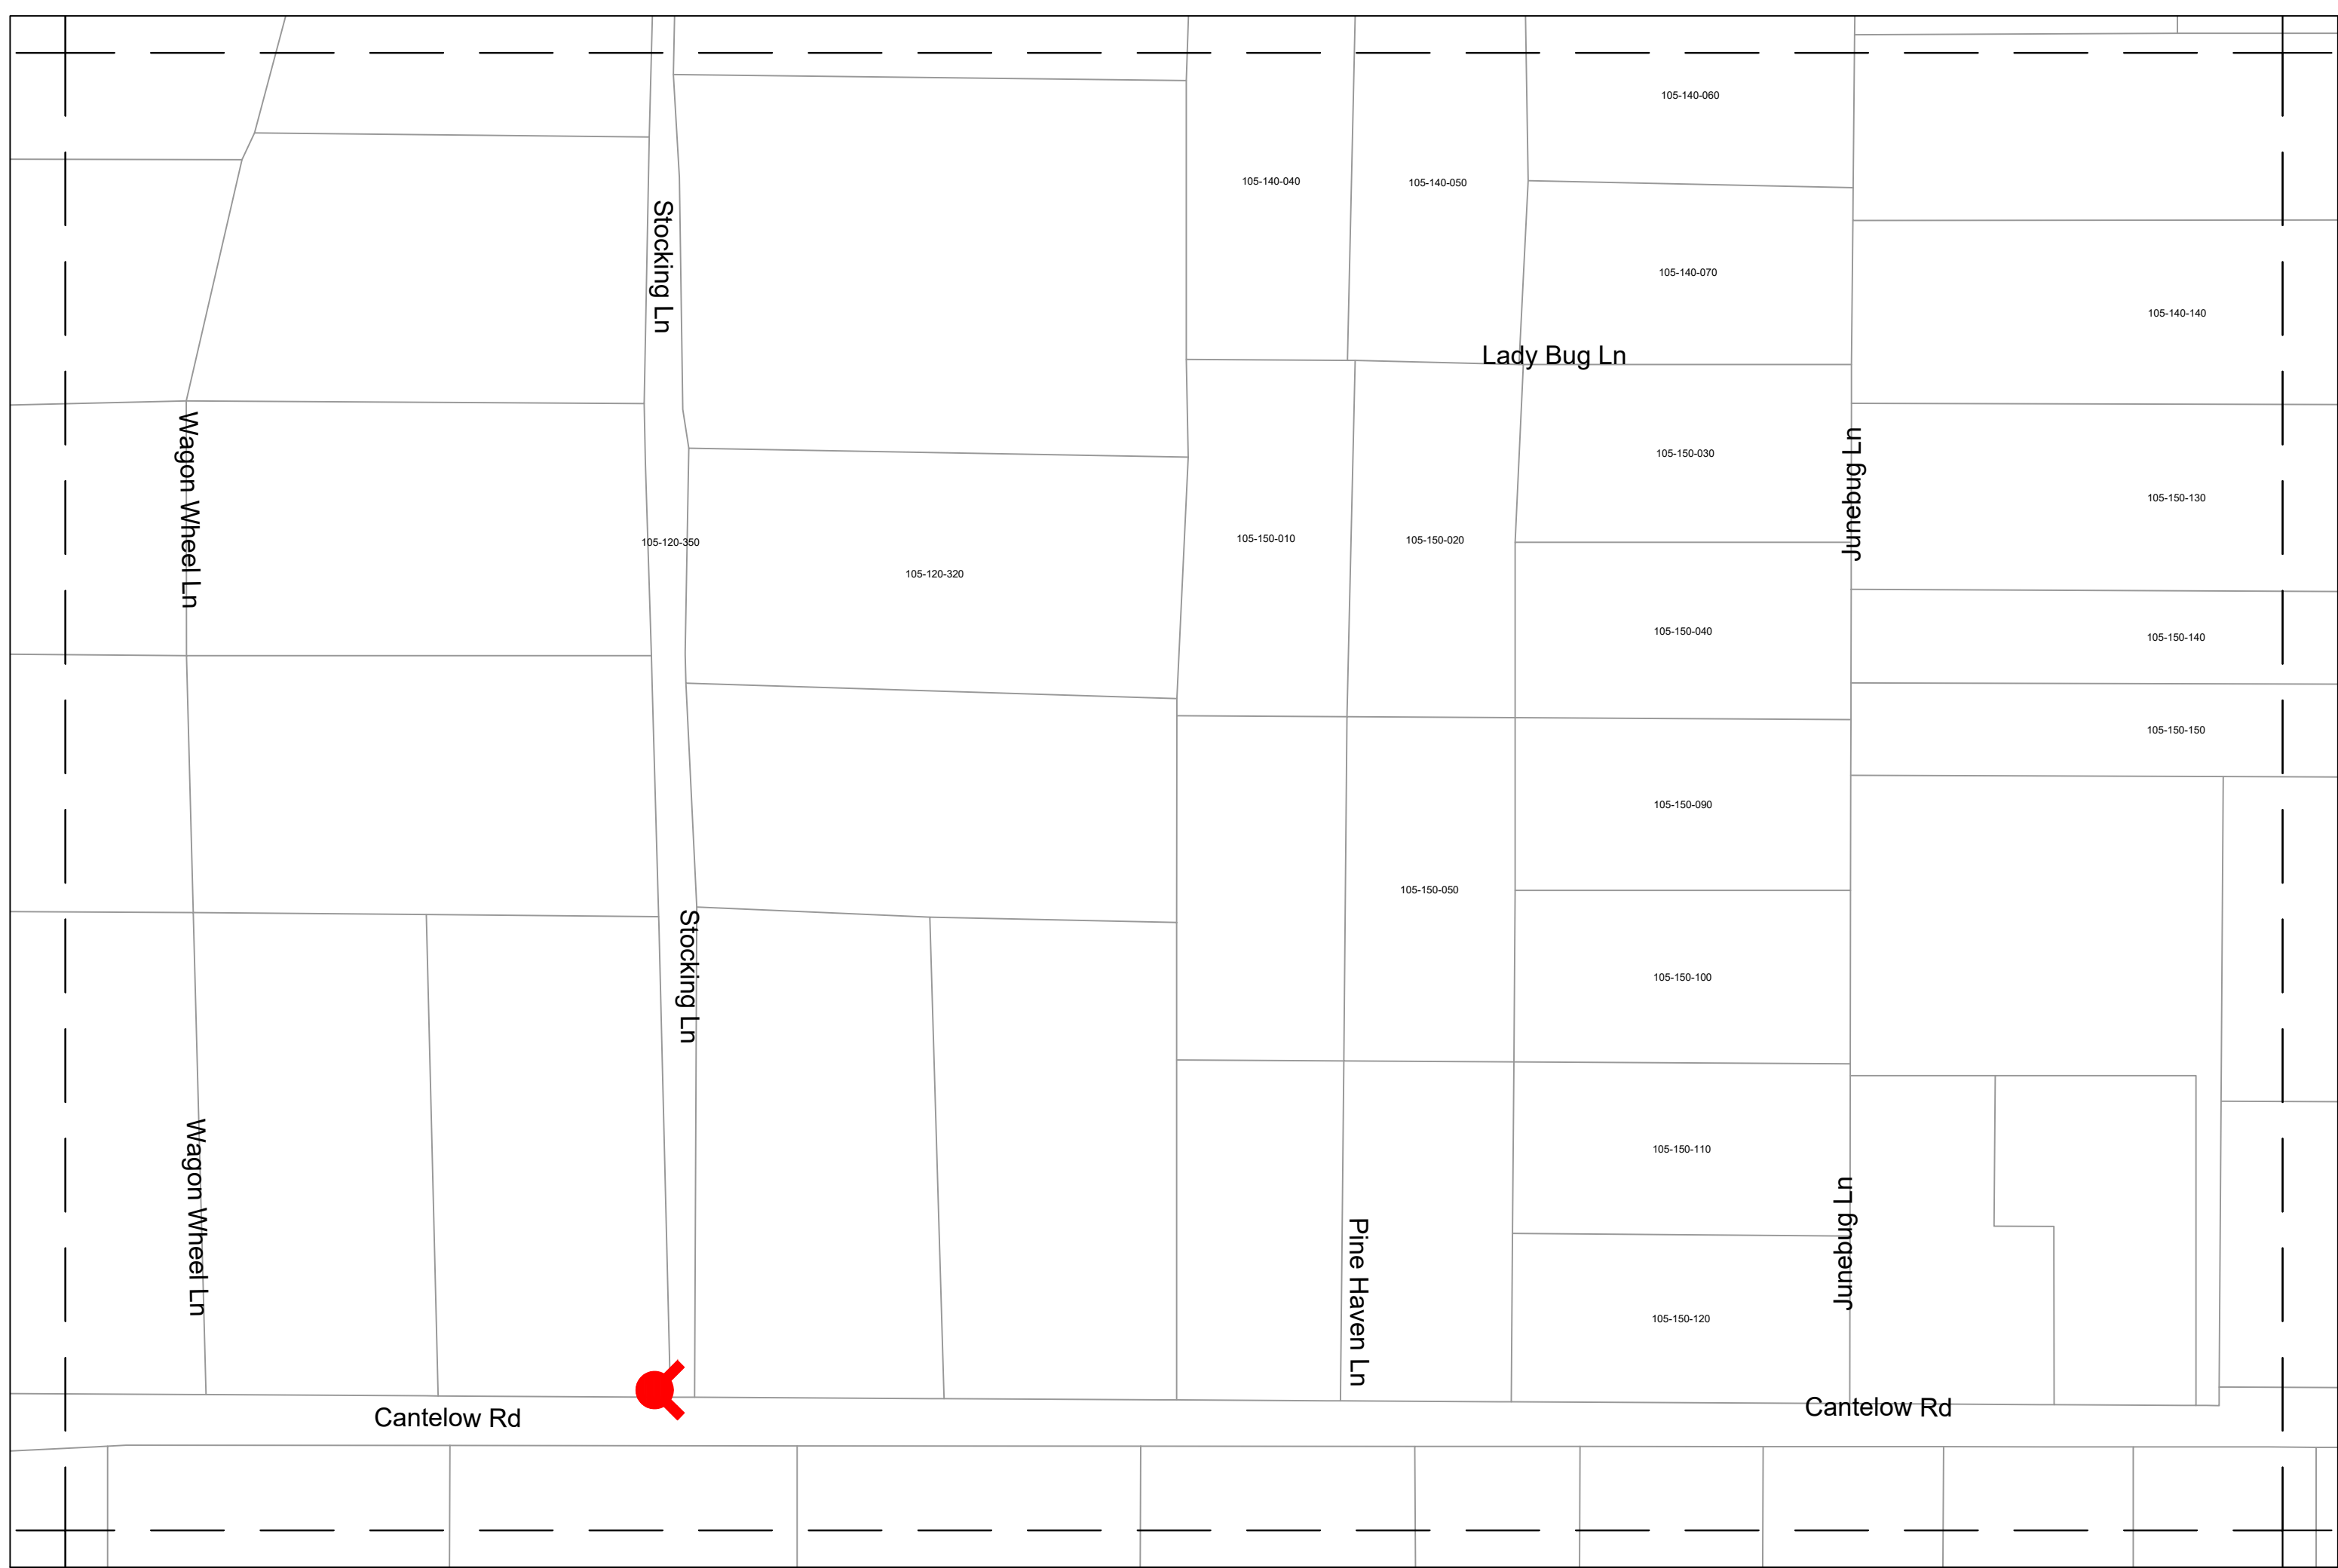 105-140-060
105-140-040
105-140-050
Stocking Ln
105-140-070
105-140-140
Lady Bug Ln
Wagon Wheel Ln
Junebug Ln
105-150-030
105-150-130
105-120-350
105-150-010
105-150-020
105-120-320
105-150-040
105-150-140
105-150-150
105-150-090
105-150-050
Stocking Ln
105-150-100
Wagon Wheel Ln
105-150-110
Junebug Ln
Pine Haven Ln
105-150-120
Cantelow Rd
Cantelow Rd